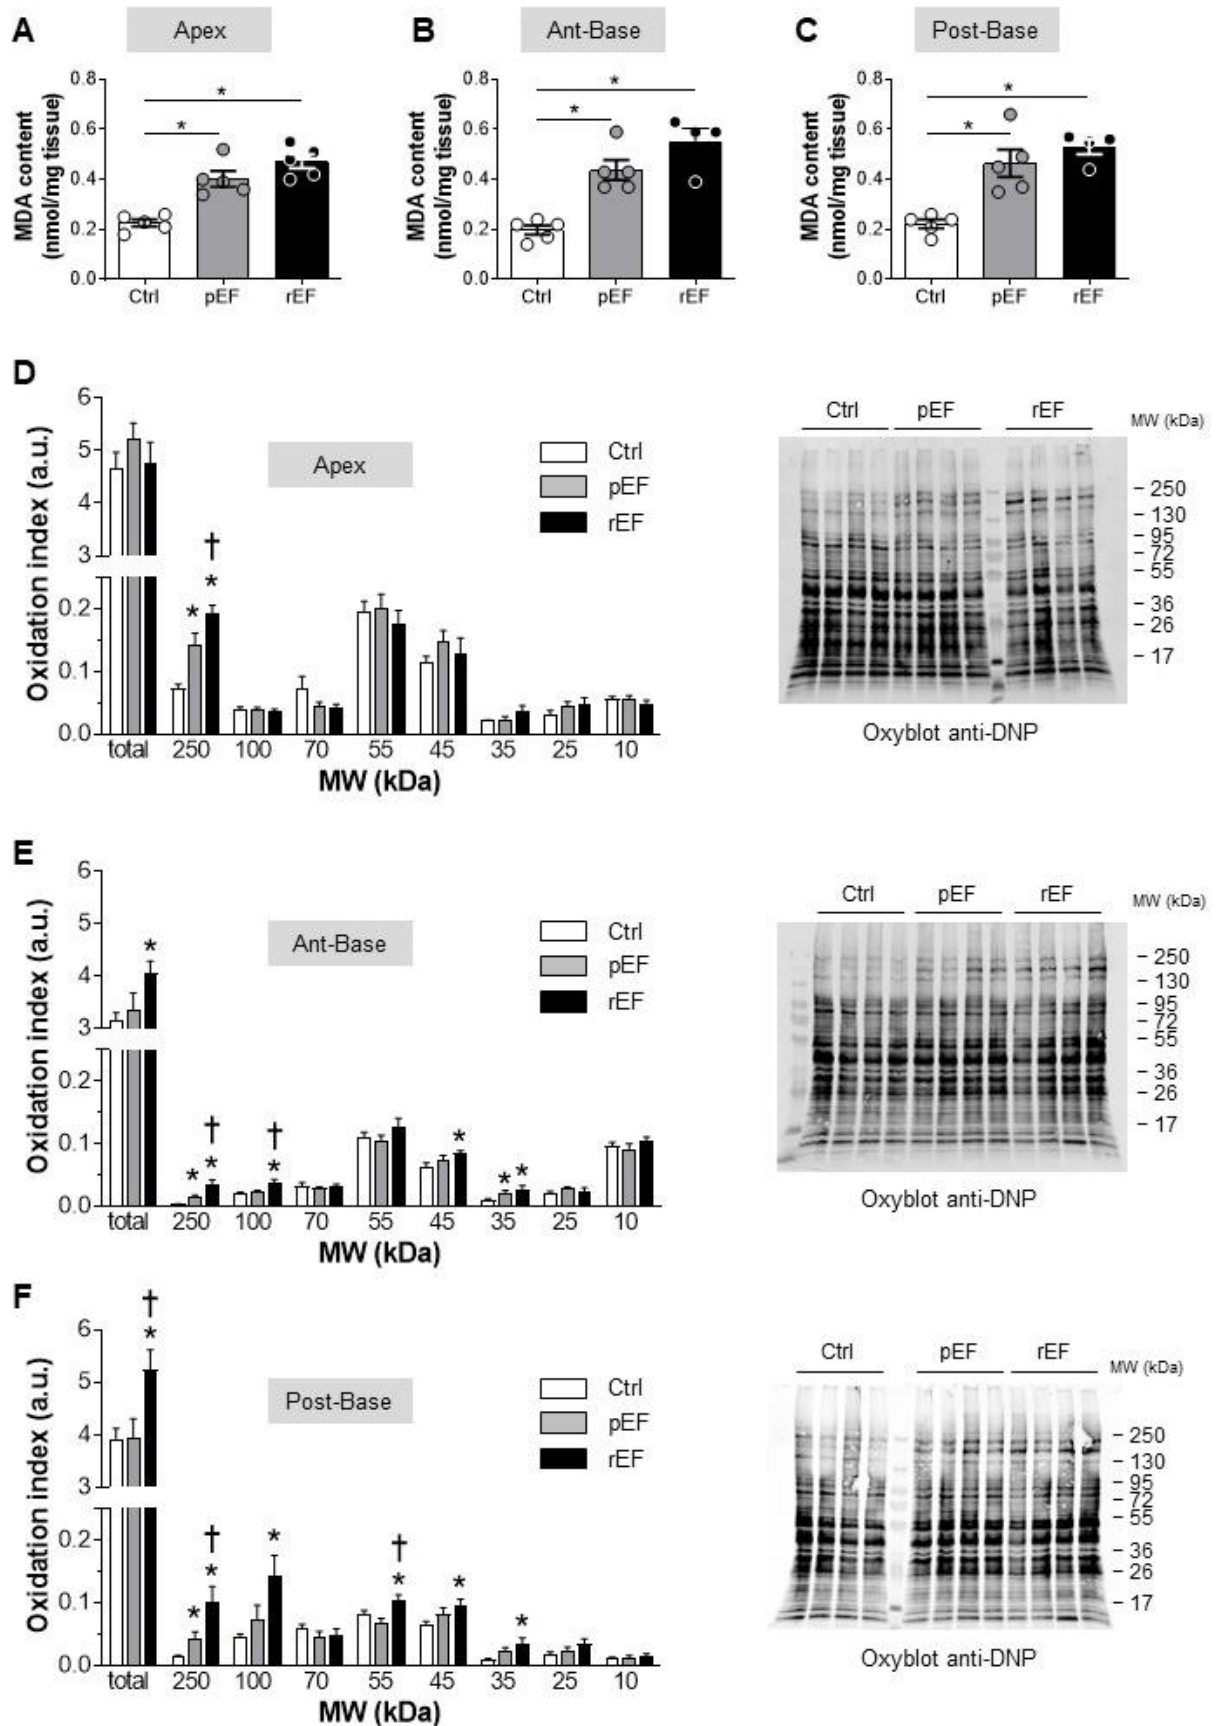 A Apex B Ant-Base C Post-Base
MDA content
(nmol/mg tissue)
0.8
0.6
0.4
0.2
0.0
*
*
Ctrl pEF rEF
MDA content
(nmol/mg tissue)
0.8
0.6
0.4
0.2
0.0
*
*
Ctrl pEF rEF
MDA content
(nmol/mg tissue)
0.8
0.6
0.4
0.2
0.0
*
*
Ctrl pEF rEF
D
Oxidation index (a.u.)
6
5
4
3
0.2
0.1
0.0
Apex
Ctrl
pEF
rEF
†
* *
total 250 100 70 55 45 35 25 10
MW (kDa)
Ctrl pEF rEF MW (kDa)
- 250
- 130
- 95
- 72
- 55
- 36
- 26
- 17
Oxyblot anti-DNP
E
Oxidation index (a.u.)
6
5
4
3
0.2
0.1
0.0
Ant-Base
Ctrl
pEF
rEF
*
† †
* * * * * *
total 250 100 70 55 45 35 25 10
MW (kDa)
Ctrl pEF rEF MW (kDa)
- 250
- 130
- 95
- 72
- 55
- 36
- 26
- 17
Oxyblot anti-DNP
F
Oxidation index (a.u.)
6
5
4
3
0.2
0.1
0.0
Post-Base
Ctrl
pEF
rEF
†
*
† †
* * * * * *
total 250 100 70 55 45 35 25 10
MW (kDa)
Ctrl pEF rEF MW (kDa)
- 250
- 130
- 95
- 72
- 55
- 36
- 26
- 17
Oxyblot anti-DNP